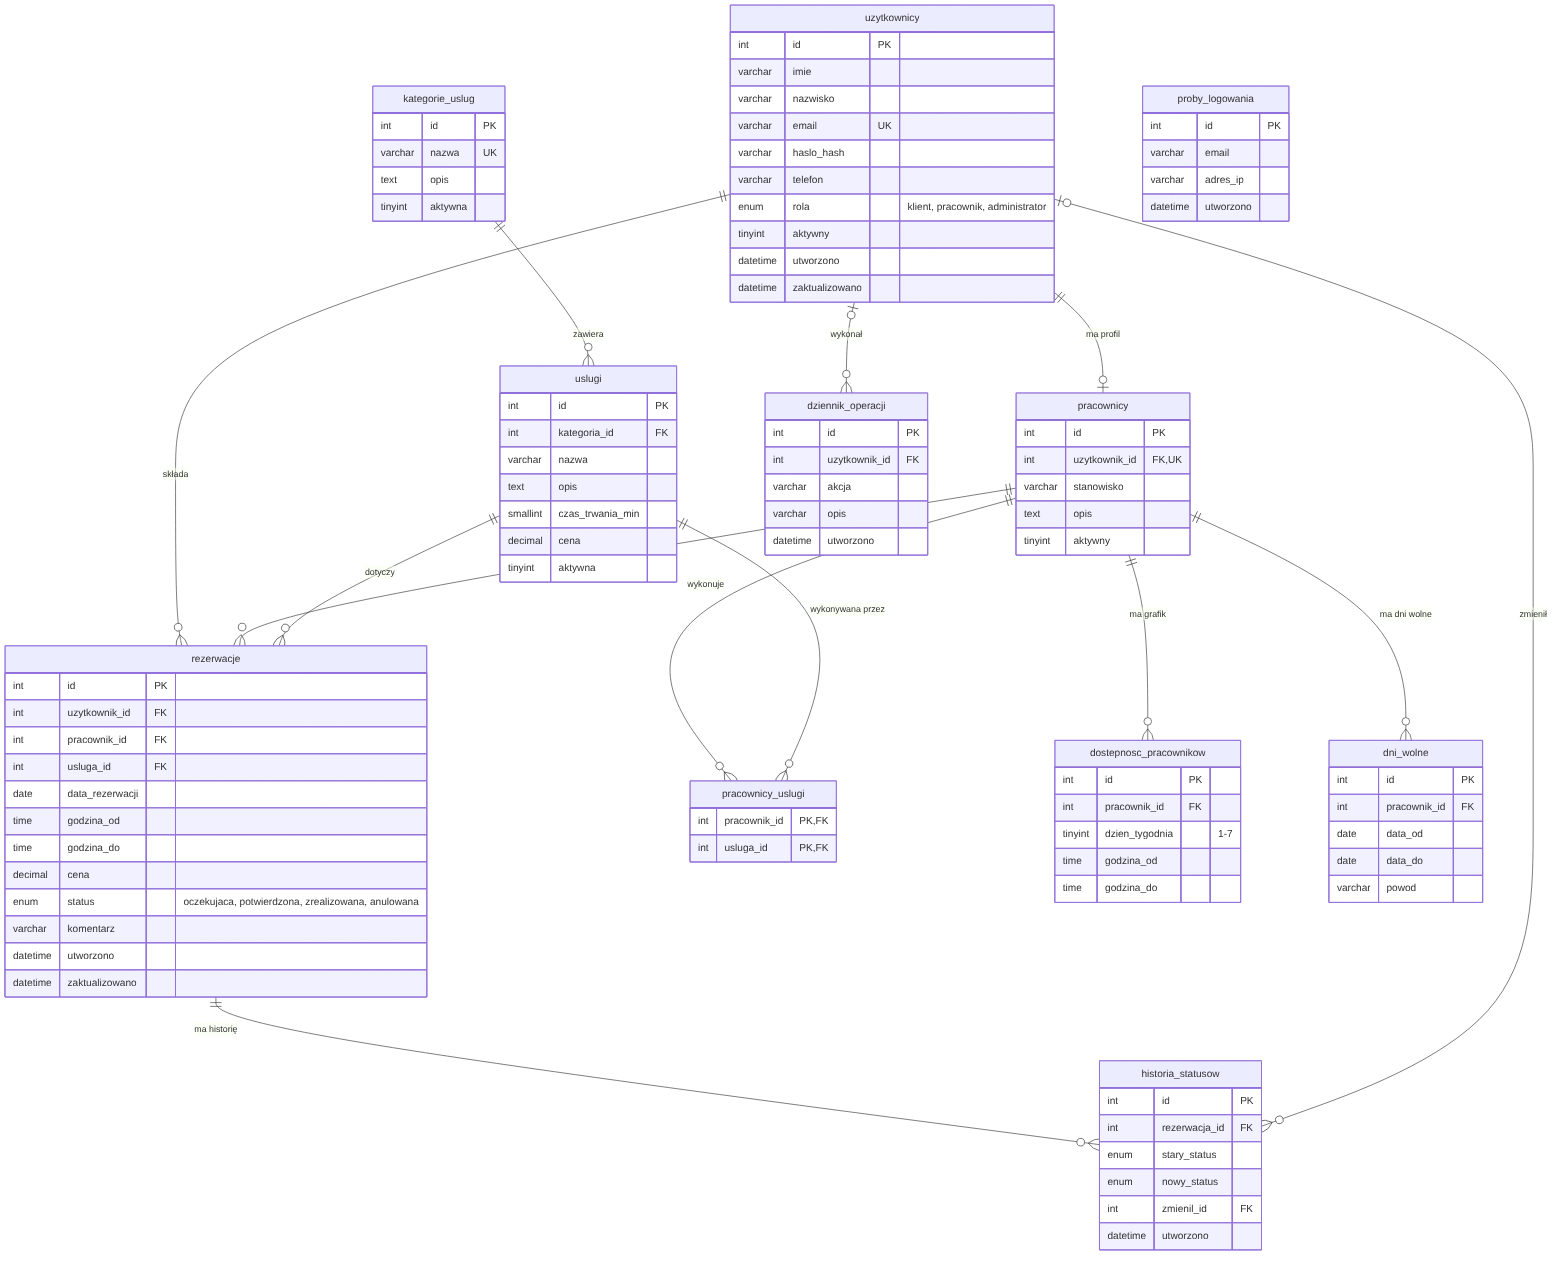 uzytkownicy
int id PK
varchar imie
varchar nazwisko
varchar email UK
varchar haslo_hash
varchar telefon
enum rola klient, pracownik, administrator
tinyint aktywny
datetime utworzono
datetime zaktualizowano
kategorie_uslug
int id PK
varchar nazwa UK
text opis
tinyint aktywna
proby_logowania
int id PK
varchar email
varchar adres_ip
datetime utworzono
zawiera
wykonał
ma profil
składa
zmienił
uslugi
int id PK
int kategoria_id FK
varchar nazwa
text opis
smallint czas_trwania_min
decimal cena
tinyint aktywna
dziennik_operacji
int id PK
int uzytkownik_id FK
varchar akcja
varchar opis
datetime utworzono
pracownicy
int id PK
int uzytkownik_id FK,UK
varchar stanowisko
text opis
tinyint aktywny
dotyczy
wykonuje
wykonywana przez
ma grafik
ma dni wolne
rezerwacje
int id PK
int uzytkownik_id FK
int pracownik_id FK
int usluga_id FK
date data_rezerwacji
time godzina_od
time godzina_do
decimal cena
enum status oczekujaca, potwierdzona, zrealizowana, anulowana
varchar komentarz
datetime utworzono
datetime zaktualizowano
pracownicy_uslugi
int pracownik_id PK,FK
int usluga_id PK,FK
dostepnosc_pracownikow
int id PK
int pracownik_id FK
tinyint dzien_tygodnia 1-7
time godzina_od
time godzina_do
dni_wolne
int id PK
int pracownik_id FK
date data_od
date data_do
varchar powod
ma historię
historia_statusow
int id PK
int rezerwacja_id FK
enum stary_status
enum nowy_status
int zmienil_id FK
datetime utworzono